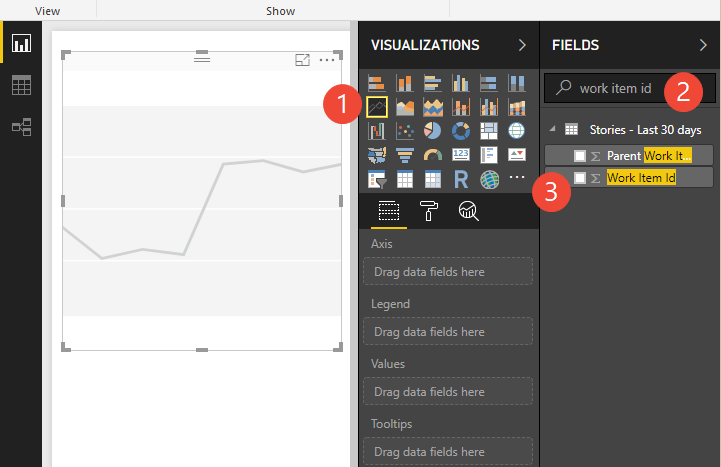 View
Show
VISUALIZATIONS
FIELDS
1
work item id
2
Stories - Last 30 days
Parent Work It...
3
Work Item Id
123
R
Axis
Drag data fields here
Legend
Drag data fields here
Values
Drag data fields here
Tooltips
Drag data fields here